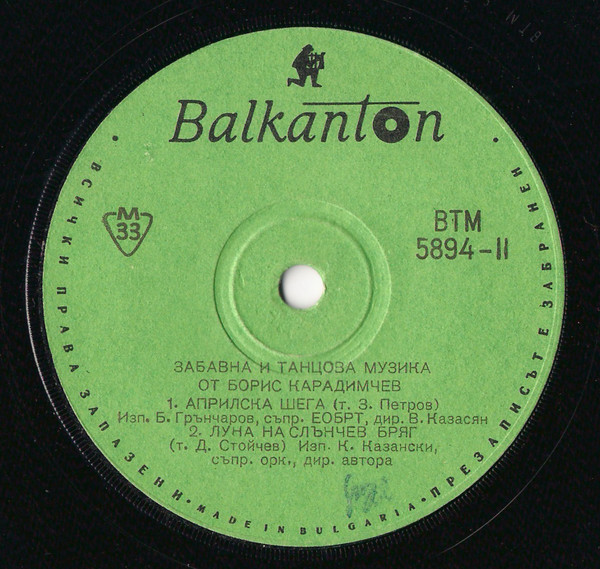 Balkanton
M
33
ВТМ
5894-II
ЗАБАВНА И ТАНЦОВА МУЗИКА
ОТ БОРИС КАРАДИМЧЕВ
1. АПРИЛСКА ШЕГА (т. З. Петров)
Изп. Б. Грънчаров, съпр. ЕОБРТ, дир. В. Казасян
2. ЛУНА НА СЛЪНЧЕВ БРЯГ
(т. Д. Стойчев) Изп. К. Казански,
съпр. орк., дир. автора
• ВСИЧКИ ПРАВА ЗАПАЗЕНИ • MADE IN BULGARIA • ПРЕЗАПИСЪТ Е ЗАБРАНЕН •